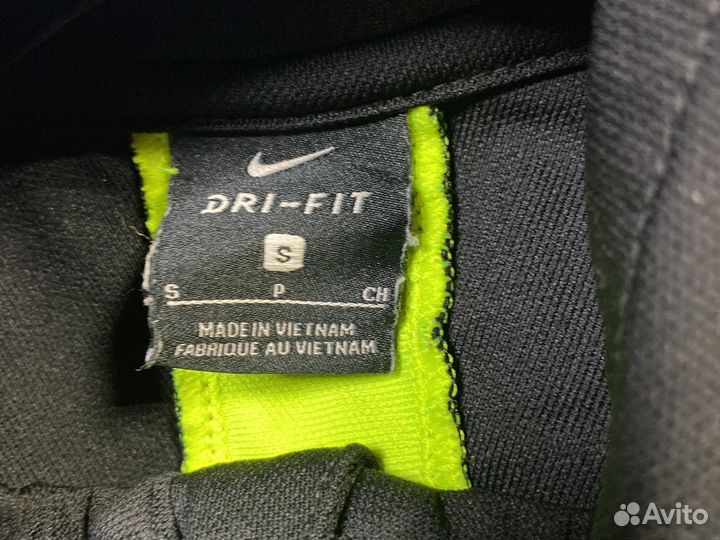 DRI-FIT
S
S P CH
MADE IN VIETNAM
FABRIQUE AU VIETNAM
Avito